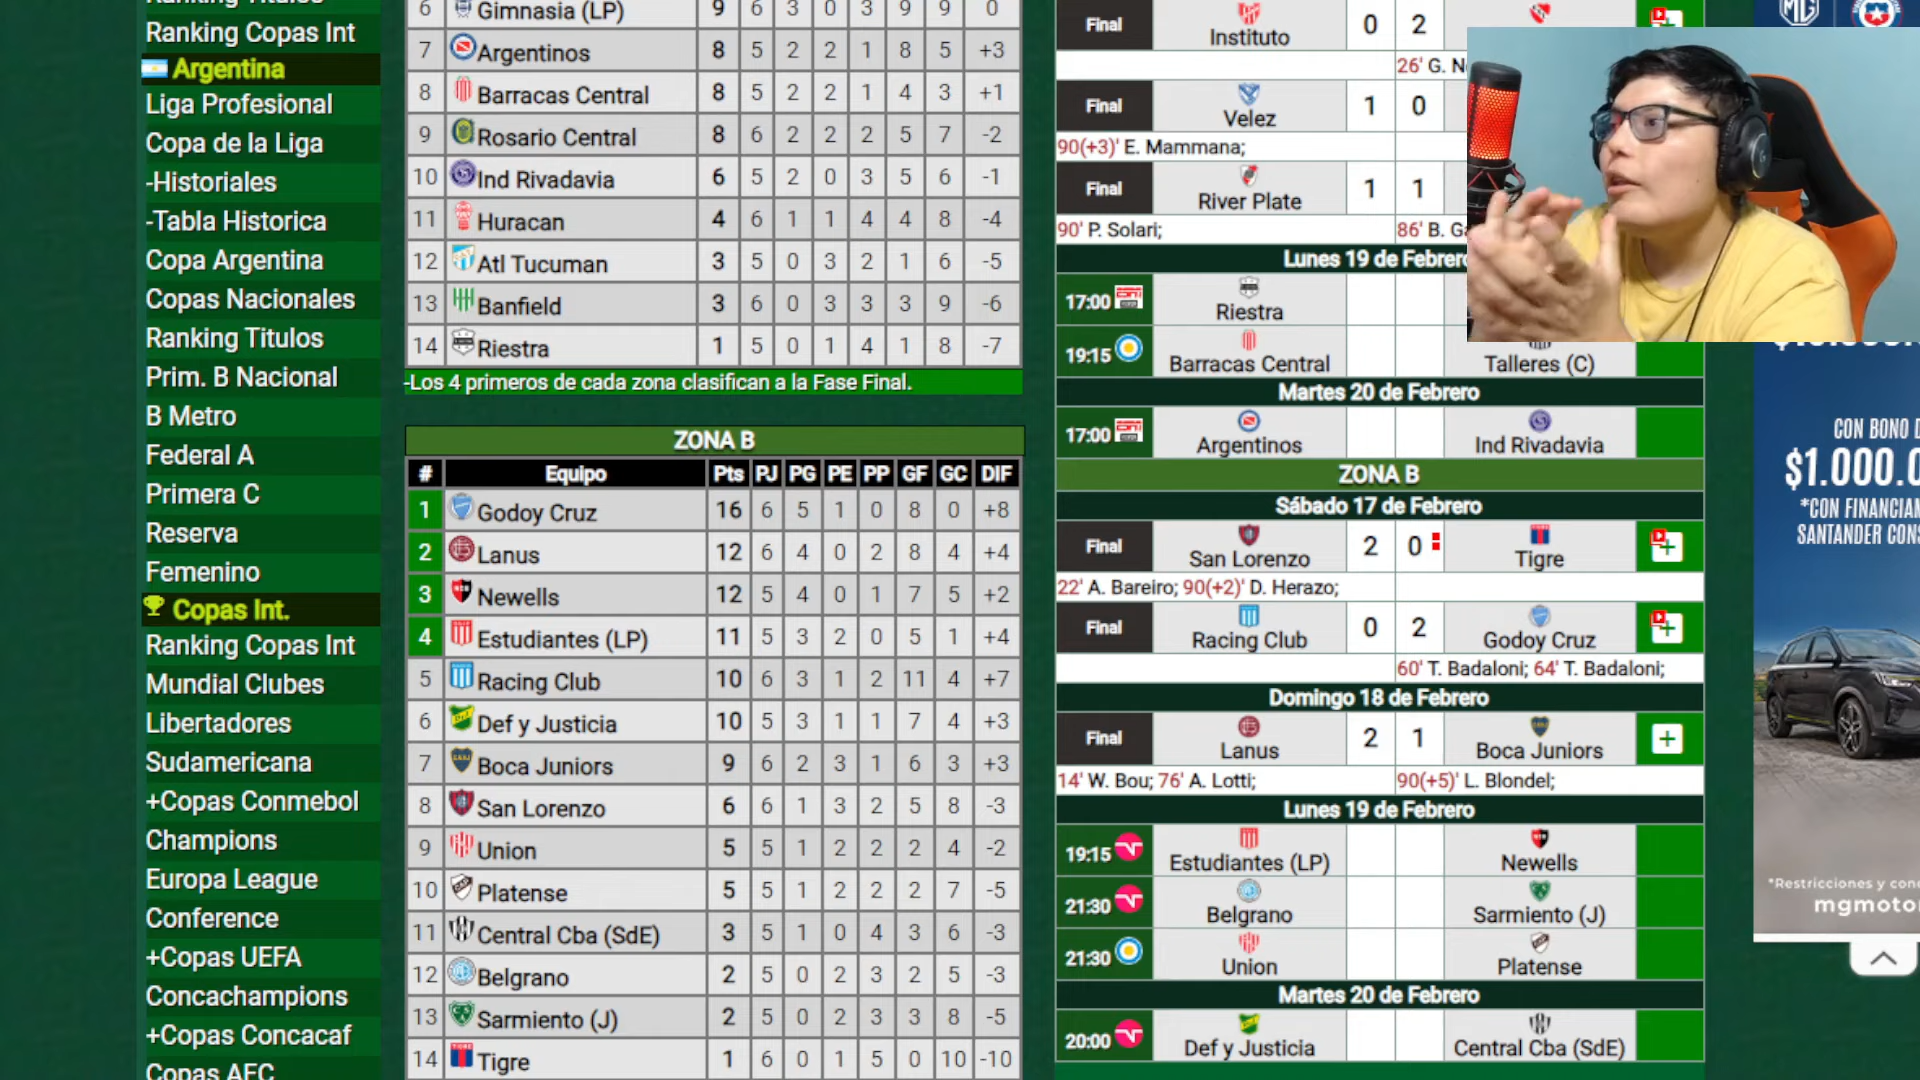 Ranking Titulos
Ranking Copas Int
Argentina
Liga Profesional
Copa de la Liga
-Historiales
-Tabla Historica
Copa Argentina
Copas Nacionales
Ranking Titulos
Prim. B Nacional
B Metro
Federal A
Primera C
Reserva
Femenino
Copas Int.
Ranking Copas Int
Mundial Clubes
Libertadores
Sudamericana
+Copas Conmebol
Champions
Europa League
Conference
+Copas UEFA
Concachampions
+Copas Concacaf
Copas AFC
6 Gimnasia (LP) 9 6 3 0 3 9 9 0
7 Argentinos 8 5 2 2 1 8 5 +3
8 Barracas Central 8 5 2 2 1 4 3 +1
9 Rosario Central 8 6 2 2 2 5 7 -2
10 Ind Rivadavia 6 5 2 0 3 5 6 -1
11 Huracan 4 6 1 1 4 4 8 -4
12 Atl Tucuman 3 5 0 3 2 1 6 -5
13 Banfield 3 6 0 3 3 3 9 -6
14 Riestra 1 5 0 1 4 1 8 -7
-Los 4 primeros de cada zona clasifican a la Fase Final.
ZONA B
# Equipo Pts PJ PG PE PP GF GC DIF
1 Godoy Cruz 16 6 5 1 0 8 0 +8
2 Lanus 12 6 4 0 2 8 4 +4
3 Newells 12 5 4 0 1 7 5 +2
4 Estudiantes (LP) 11 5 3 2 0 5 1 +4
5 Racing Club 10 6 3 1 2 11 4 +7
6 Def y Justicia 10 5 3 1 1 7 4 +3
7 Boca Juniors 9 6 2 3 1 6 3 +3
8 San Lorenzo 6 6 1 3 2 5 8 -3
9 Union 5 5 1 2 2 2 4 -2
10 Platense 5 5 1 2 2 2 7 -5
11 Central Cba (SdE) 3 5 1 0 4 3 6 -3
12 Belgrano 2 5 0 2 3 2 5 -3
13 Sarmiento (J) 2 5 0 2 3 3 8 -5
14 Tigre 1 6 0 1 5 0 10 -10
Final Instituto 0 2
26' G. N
Final Velez 1 0
90(+3)' E. Mammana;
Final River Plate 1 1
90' P. Solari; 86' B. G
Lunes 19 de Febrero
17:00 Riestra
19:15 Barracas Central Talleres (C)
Martes 20 de Febrero
17:00 Argentinos Ind Rivadavia
ZONA B
Sábado 17 de Febrero
Final San Lorenzo 2 0 Tigre
22' A. Bareiro; 90(+2)' D. Herazo;
Final Racing Club 0 2 Godoy Cruz
60' T. Badaloni; 64' T. Badaloni;
Domingo 18 de Febrero
Final Lanus 2 1 Boca Juniors
14' W. Bou; 76' A. Lotti; 90(+5)' L. Blondel;
Lunes 19 de Febrero
19:15 Estudiantes (LP) Newells
21:30 Belgrano Sarmiento (J)
21:30 Union Platense
Martes 20 de Febrero
20:00 Def y Justicia Central Cba (SdE)
MG
CON BONO D
$1.000.0
*CON FINANCIAM
SANTANDER CONS
*Restricciones y cond
mgmotor